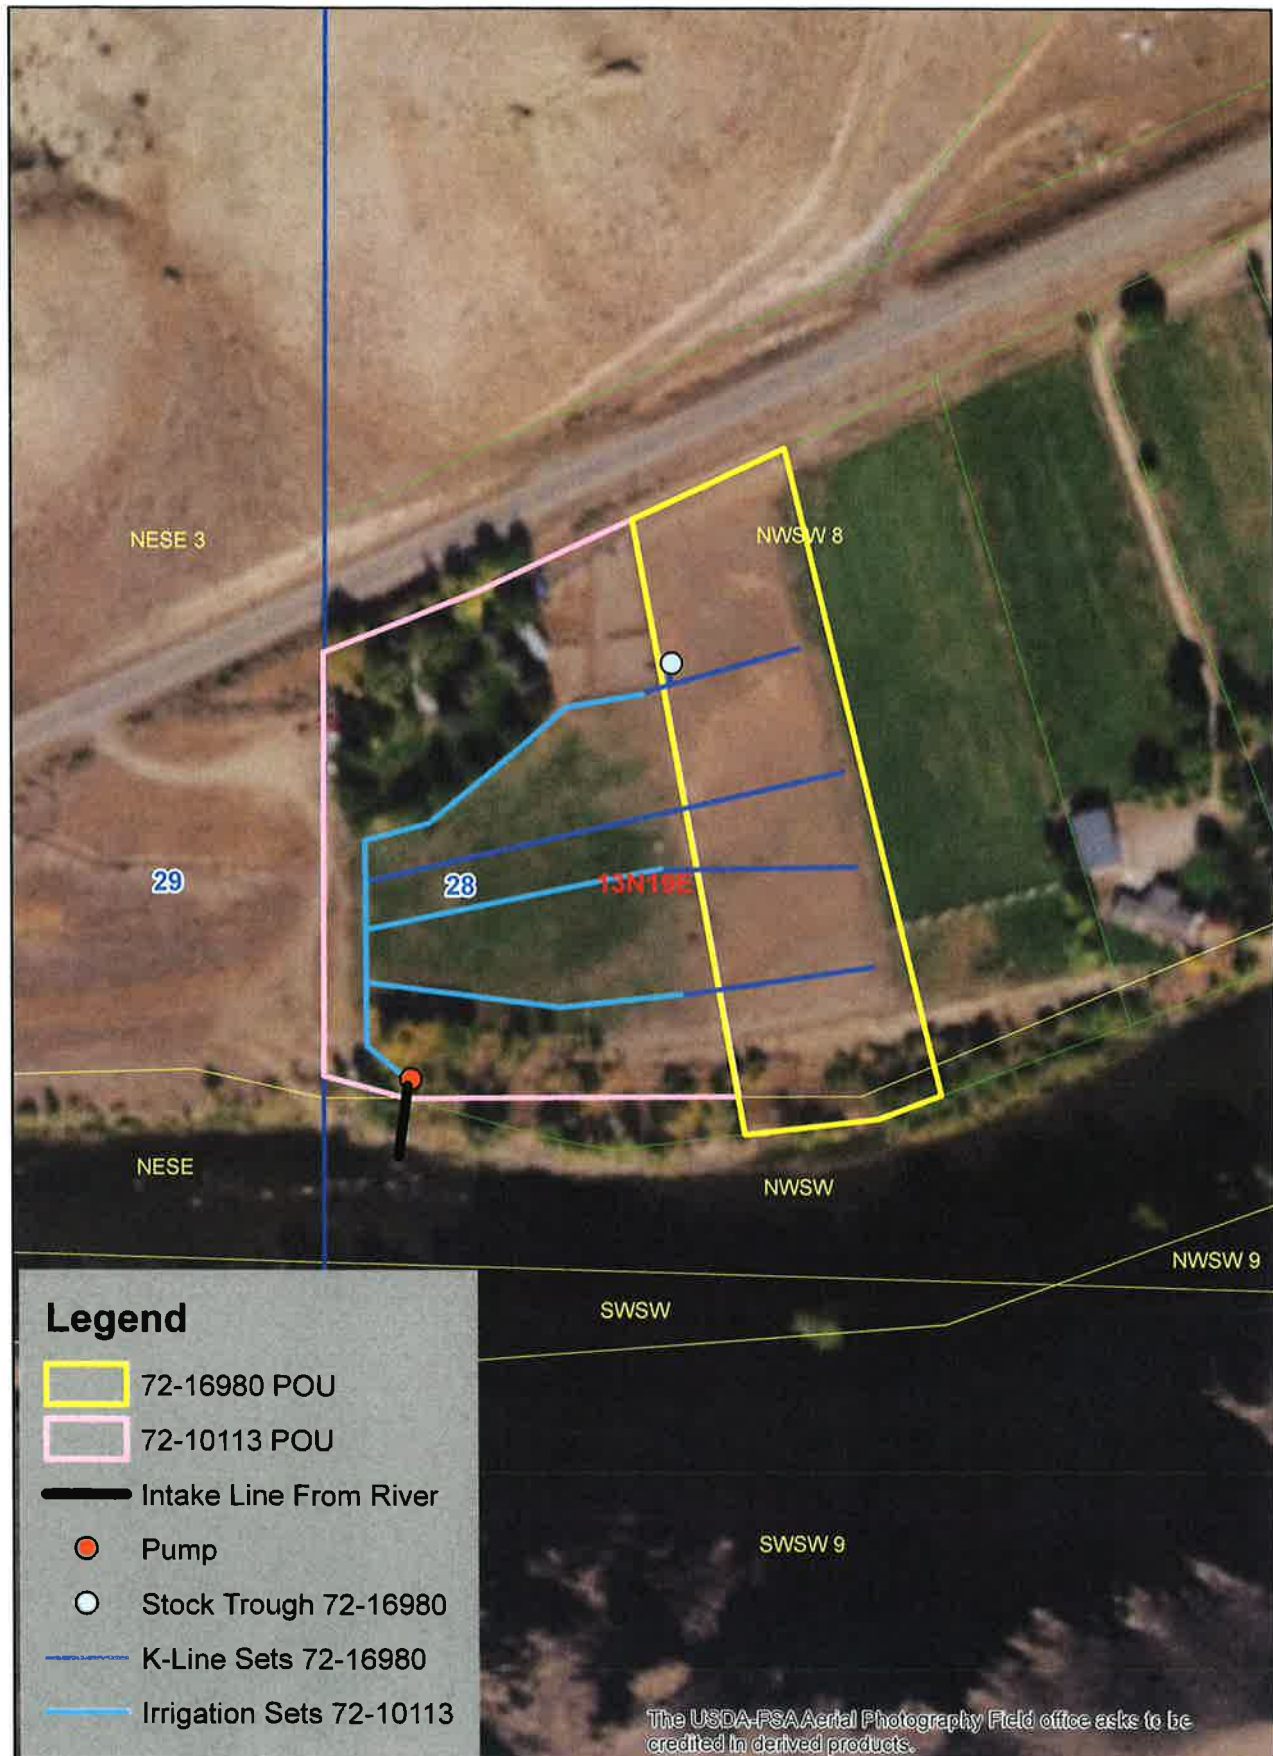 NESE 3
NWSW 8
29
28
13N19E
NESE
NWSW
NWSW 9
SWSW
SWSW 9
Legend
72-16980 POU
72-10113 POU
Intake Line From River
Pump
Stock Trough 72-16980
K-Line Sets 72-16980
Irrigation Sets 72-10113
The USDA-FSA Aerial Photography Field office asks to be
credited in derived products.